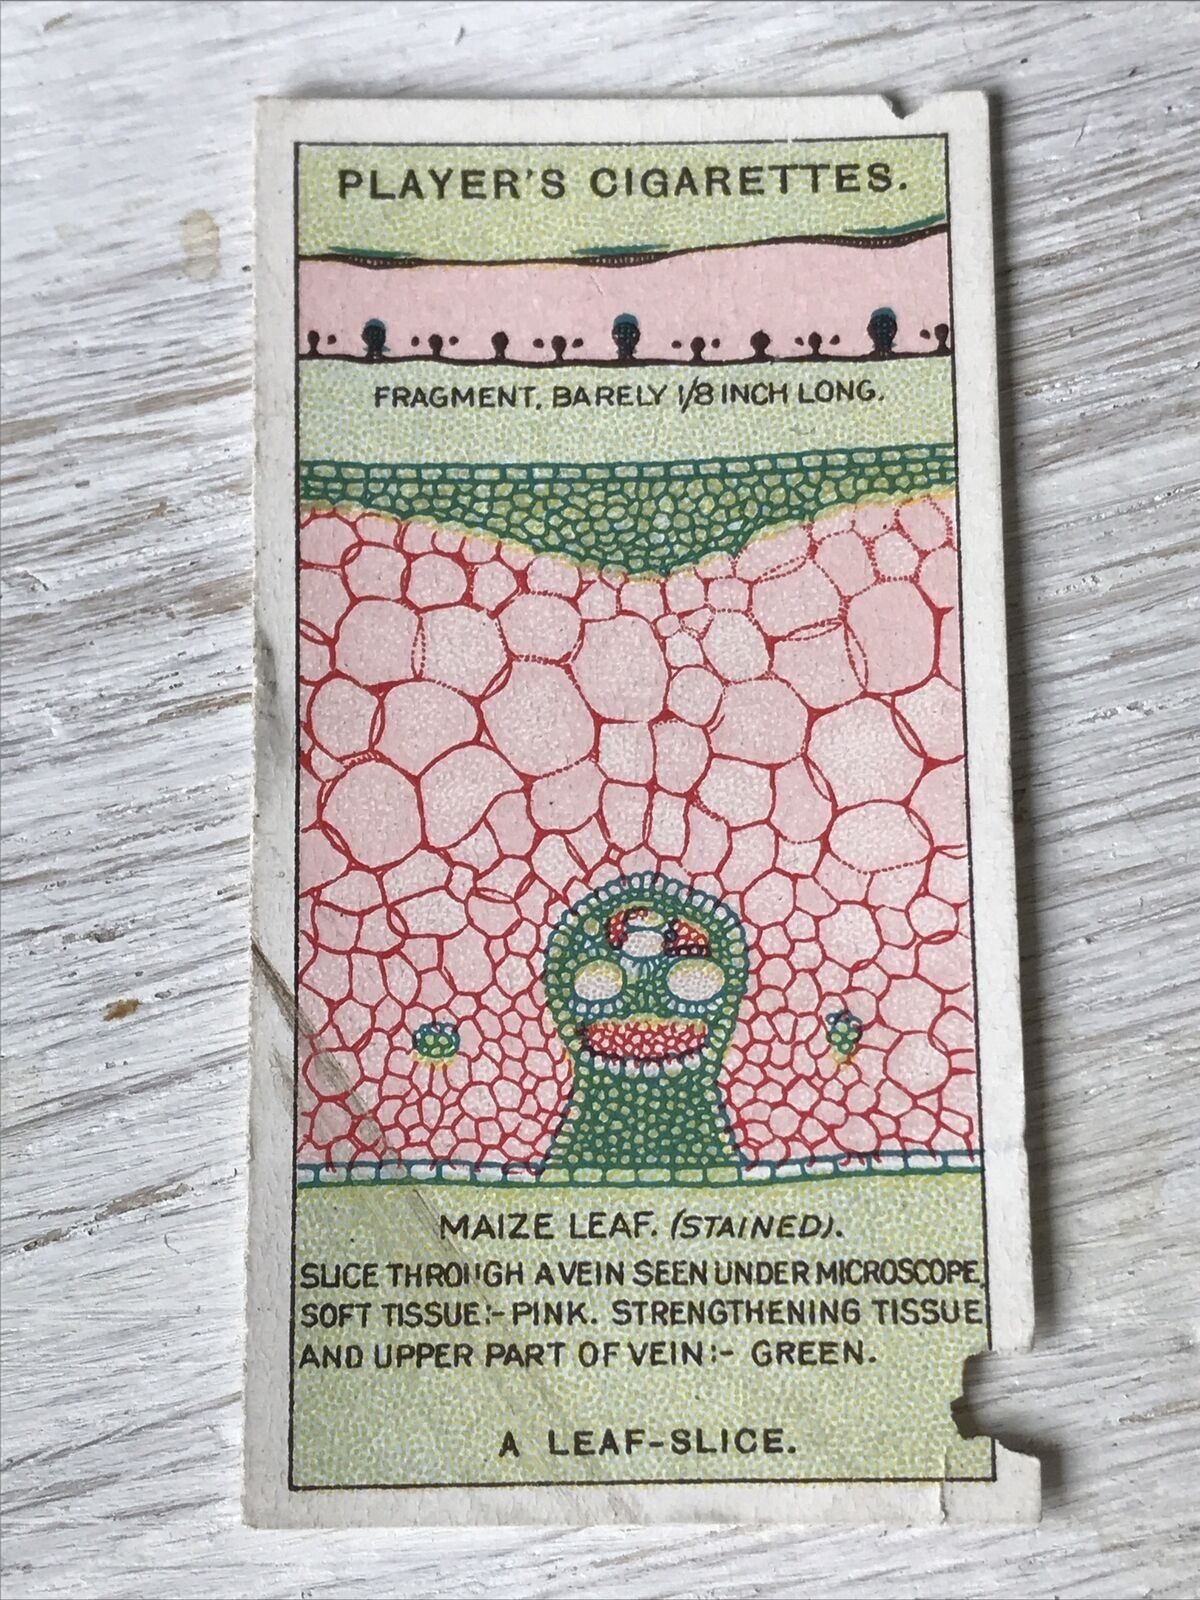 PLAYER'S CIGARETTES.
FRAGMENT, BARELY 1/8 INCH LONG.
MAIZE LEAF. (STAINED).
SLICE THROUGH A VEIN SEEN UNDER MICROSCOPE,
SOFT TISSUE:- PINK. STRENGTHENING TISSUE
AND UPPER PART OF VEIN:- GREEN.
A LEAF-SLICE.